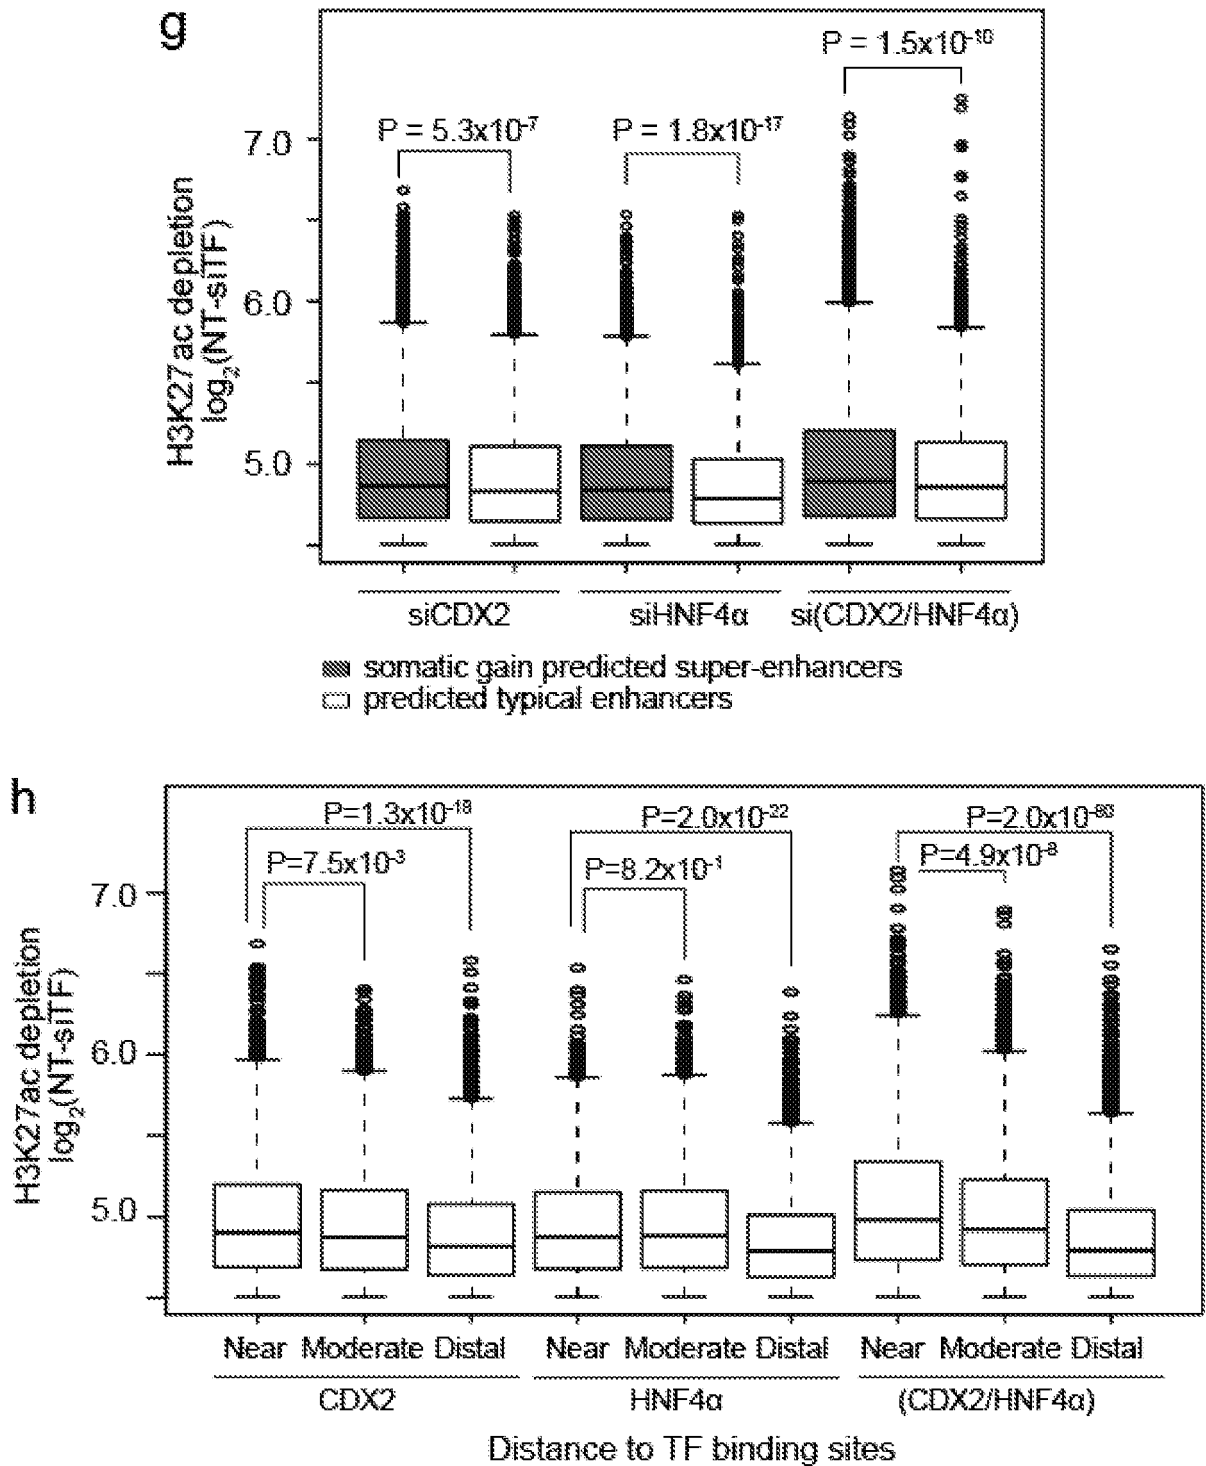 g
P = 1.5x10⁻¹⁰
P = 5.3x10⁻⁷
P = 1.8x10⁻¹⁷
7.0
6.0
5.0
H3K27ac depletion
log₂(NT-siTF)
siCDX2
siHNF4α
si(CDX2/HNF4α)
somatic gain predicted super-enhancers
predicted typical enhancers
h
P=1.3x10⁻¹⁸
P=2.0x10⁻²²
P=2.0x10⁻⁸⁰
P=7.5x10⁻³
P=8.2x10⁻¹
P=4.9x10⁻⁸
7.0
6.0
5.0
H3K27ac depletion
log₂(NT-siTF)
Near Moderate Distal
Near Moderate Distal
Near Moderate Distal
CDX2
HNF4α
(CDX2/HNF4α)
Distance to TF binding sites